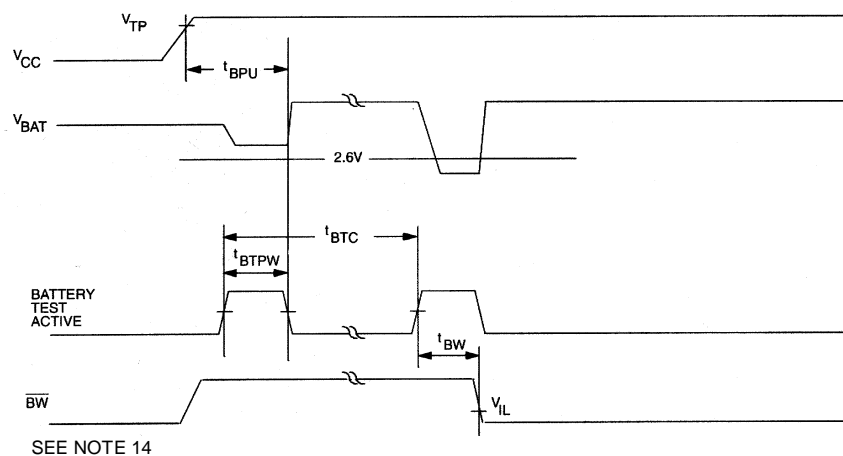 V_TP
V_CC
t_BPU
V_BAT
2.6V
t_BTC
t_BTPW
BATTERY
TEST
ACTIVE
t_BW
BW
V_IL
SEE NOTE 14